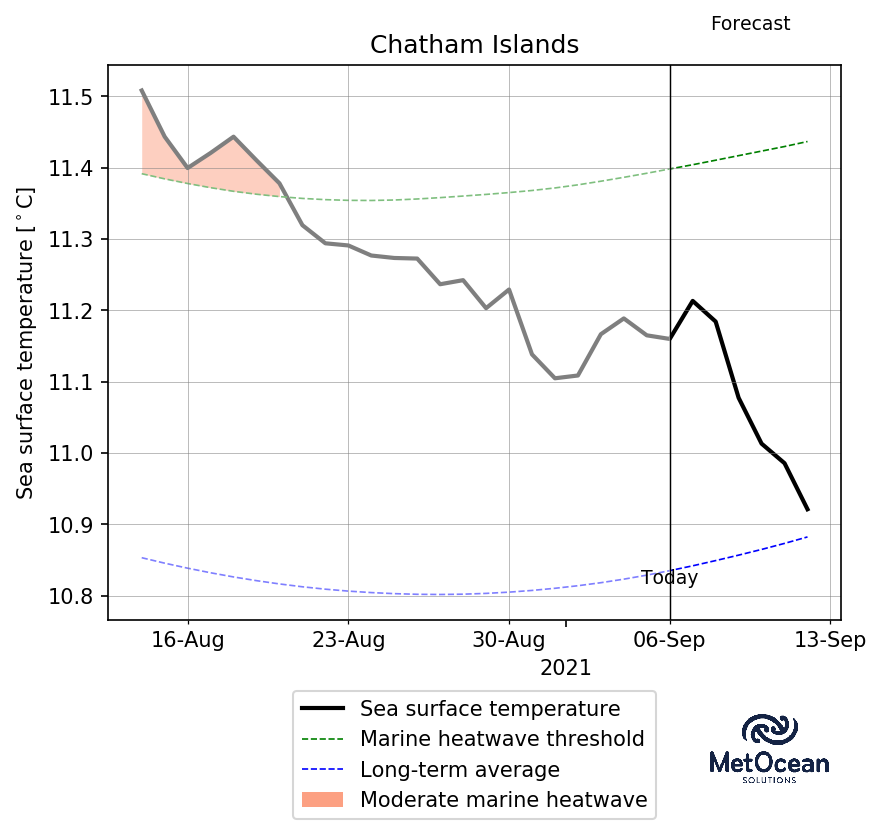 Forecast
Chatham Islands
Sea surface temperature [°C]
11.5
11.4
11.3
11.2
11.1
11.0
10.9
10.8
Today
16-Aug 23-Aug 30-Aug 06-Sep 13-Sep
2021
Sea surface temperature
Marine heatwave threshold
Long-term average
Moderate marine heatwave
MetOcean
SOLUTIONS